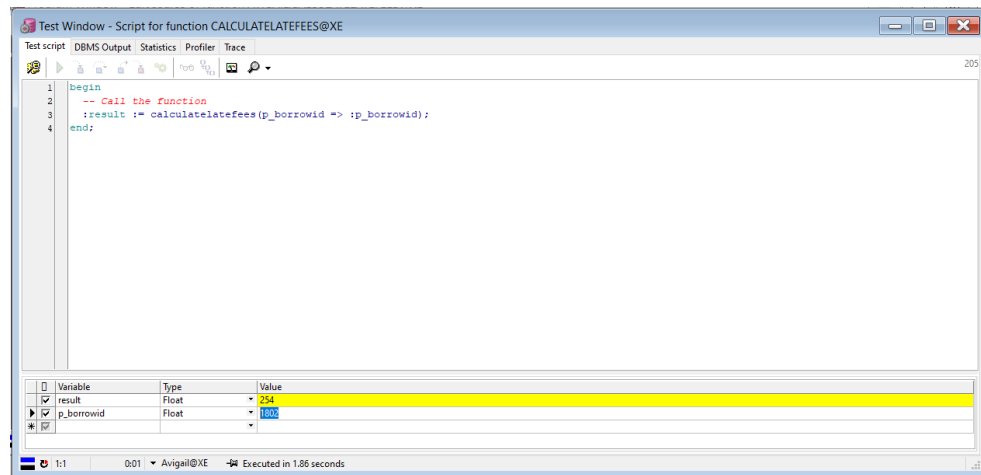 Test Window - Script for function CALCULATELATEFEES@XE
Test script DBMS Output Statistics Profiler Trace
205
1 begin
2 -- Call the function
3 :result := calculatelatefees(p_borrowid => :p_borrowid);
4 end;
Variable Type Value
result Float 254
p_borrowid Float 1802
1:1 0:01 Avigail@XE Executed in 1.86 seconds